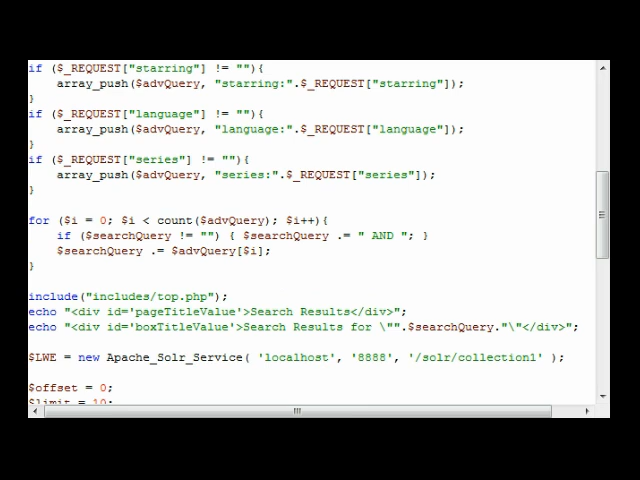 if ($_REQUEST["starring"] != ""){
array_push($advQuery, "starring:".$_REQUEST["starring"]);
}
if ($_REQUEST["language"] != ""){
array_push($advQuery, "language:".$_REQUEST["language"]);
}
if ($_REQUEST["series"] != ""){
array_push($advQuery, "series:".$_REQUEST["series"]);
}
for ($i = 0; $i < count($advQuery); $i++){
if ($searchQuery != "") { $searchQuery .= " AND "; }
$searchQuery .= $advQuery[$i];
}
include("includes/top.php");
echo "<div id='pageTitleValue'>Search Results</div>";
echo "<div id='boxTitleValue'>Search Results for \"".$searchQuery."\"</div>";
$LWE = new Apache_Solr_Service( 'localhost', '8888', '/solr/collection1' );
$offset = 0;
$limit = 10;